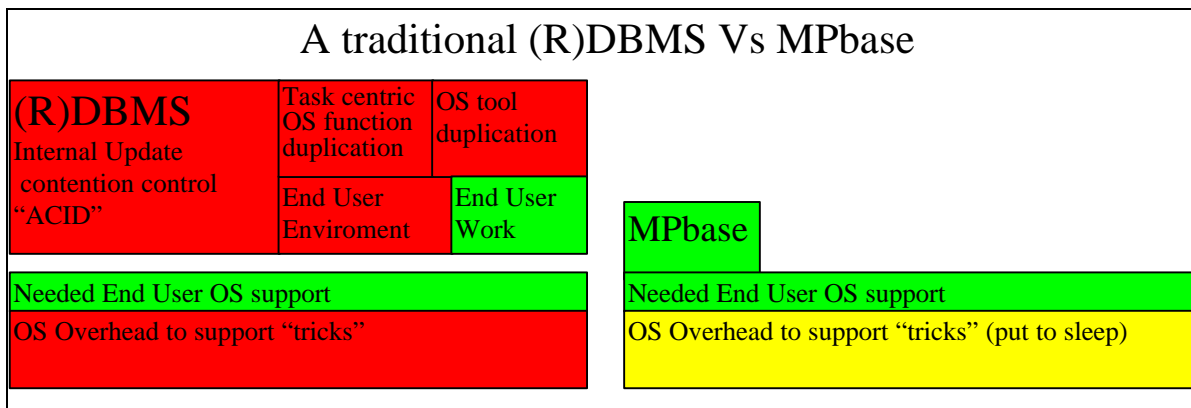 A traditional (R)DBMS Vs MPbase
(R)DBMS
Internal Update
contention control
“ACID”
Task centric
OS function
duplication
OS tool
duplication
End User
Enviroment
End User
Work
Needed End User OS support
OS Overhead to support “tricks”
MPbase
Needed End User OS support
OS Overhead to support “tricks” (put to sleep)